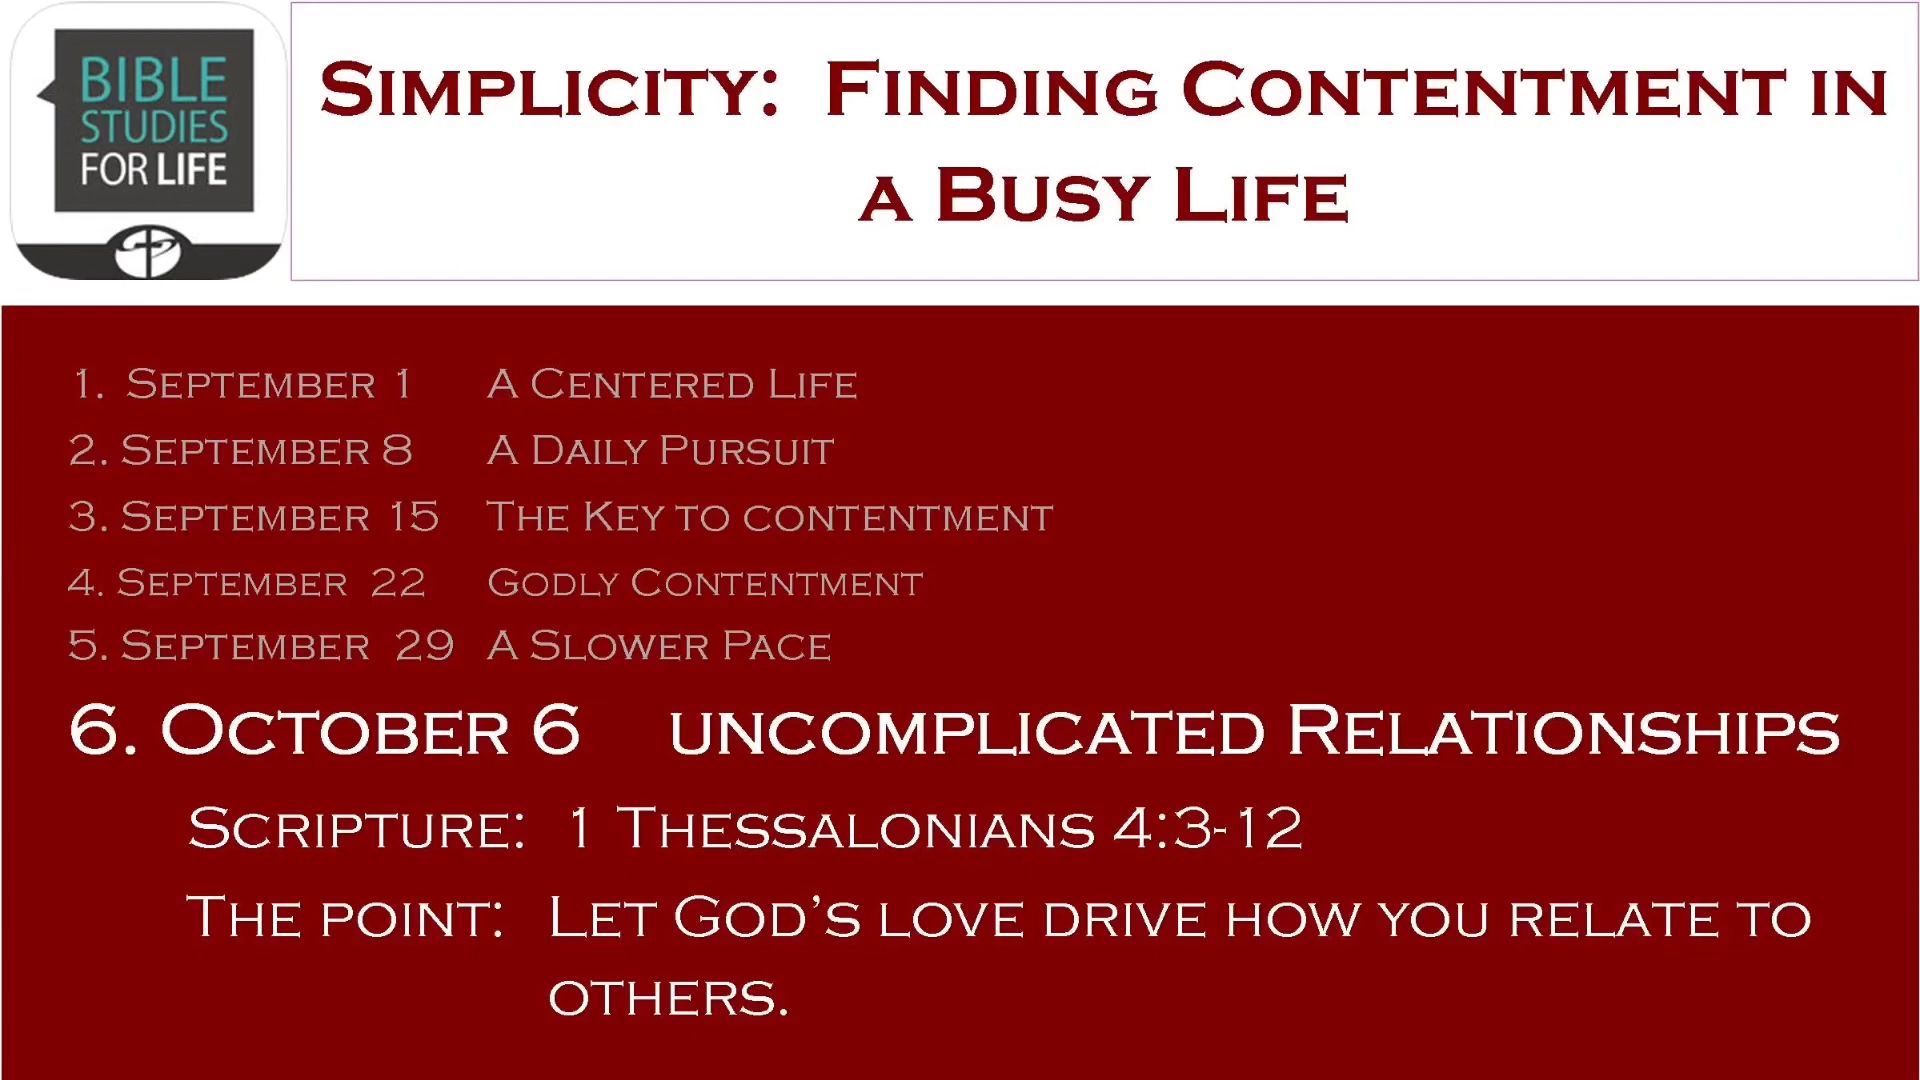 BIBLE
STUDIES
FOR LIFE
Simplicity: Finding Contentment in
a Busy Life
1. September 1 A Centered Life
2. September 8 A Daily Pursuit
3. September 15 The Key to contentment
4. September 22 Godly Contentment
5. September 29 A Slower Pace
6. October 6 uncomplicated Relationships
Scripture: 1 Thessalonians 4:3-12
The point: Let God’s love drive how you relate to
others.